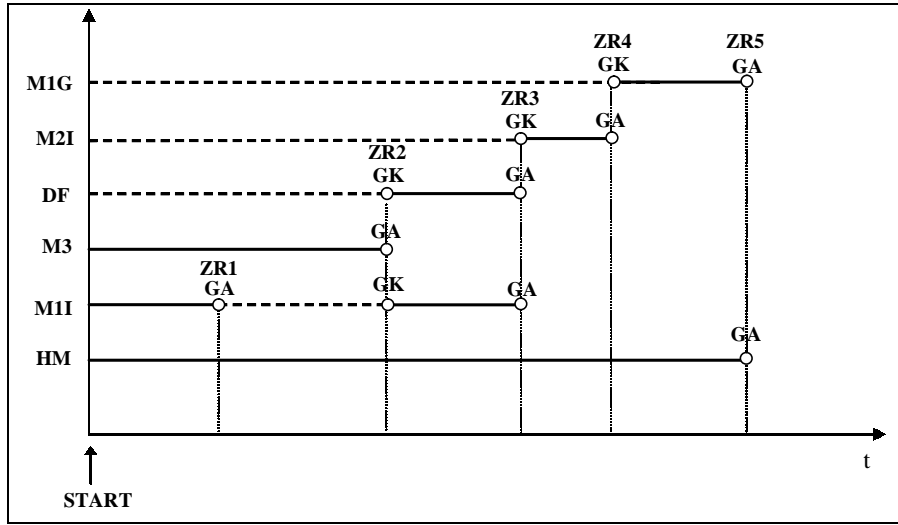 ZR4 ZR5
GK GA
M1G
ZR3
GK GA
M2I
ZR2
GK GA
DF
GA
M3
ZR1
GA GK GA
M1I
GA
HM
t
START